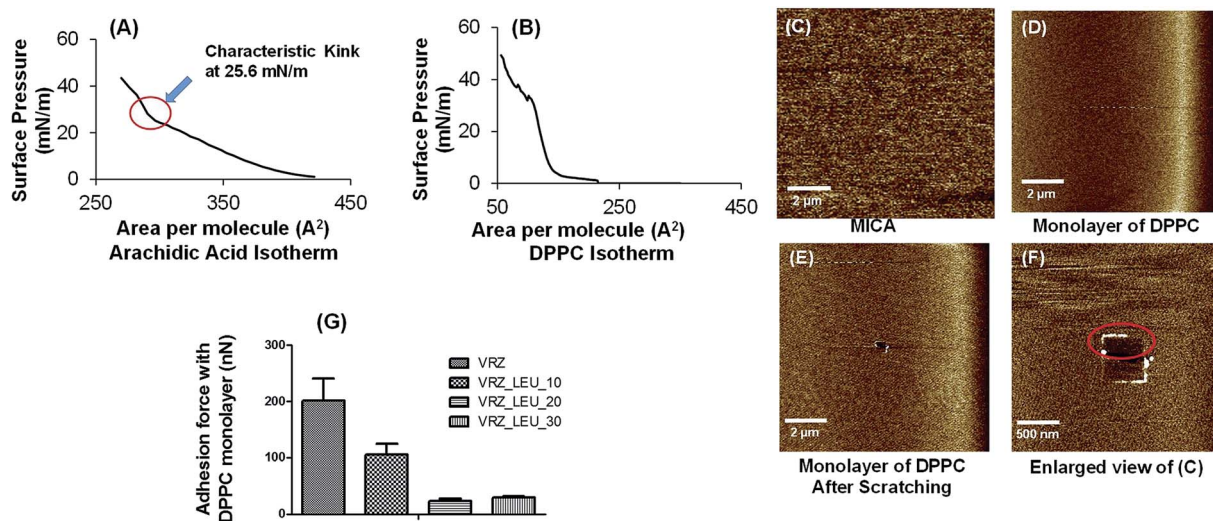 (A)
Characteristic Kink
at 25.6 mN/m
Surface Pressure
(mN/m)
60
40
20
0
250
350
450
Area per molecule (A²)
Arachidic Acid Isotherm
(B)
Surface Pressure
(mN/m)
60
40
20
0
50
250
450
Area per molecule (A²)
DPPC Isotherm
(C)
2 µm
MICA
(D)
2 µm
Monolayer of DPPC
(E)
2 µm
Monolayer of DPPC
After Scratching
(F)
500 nm
Enlarged view of (C)
(G)
Adhesion force with
DPPC monolayer (nN)
300
200
100
0
VRZ
VRZ_LEU_10
VRZ_LEU_20
VRZ_LEU_30